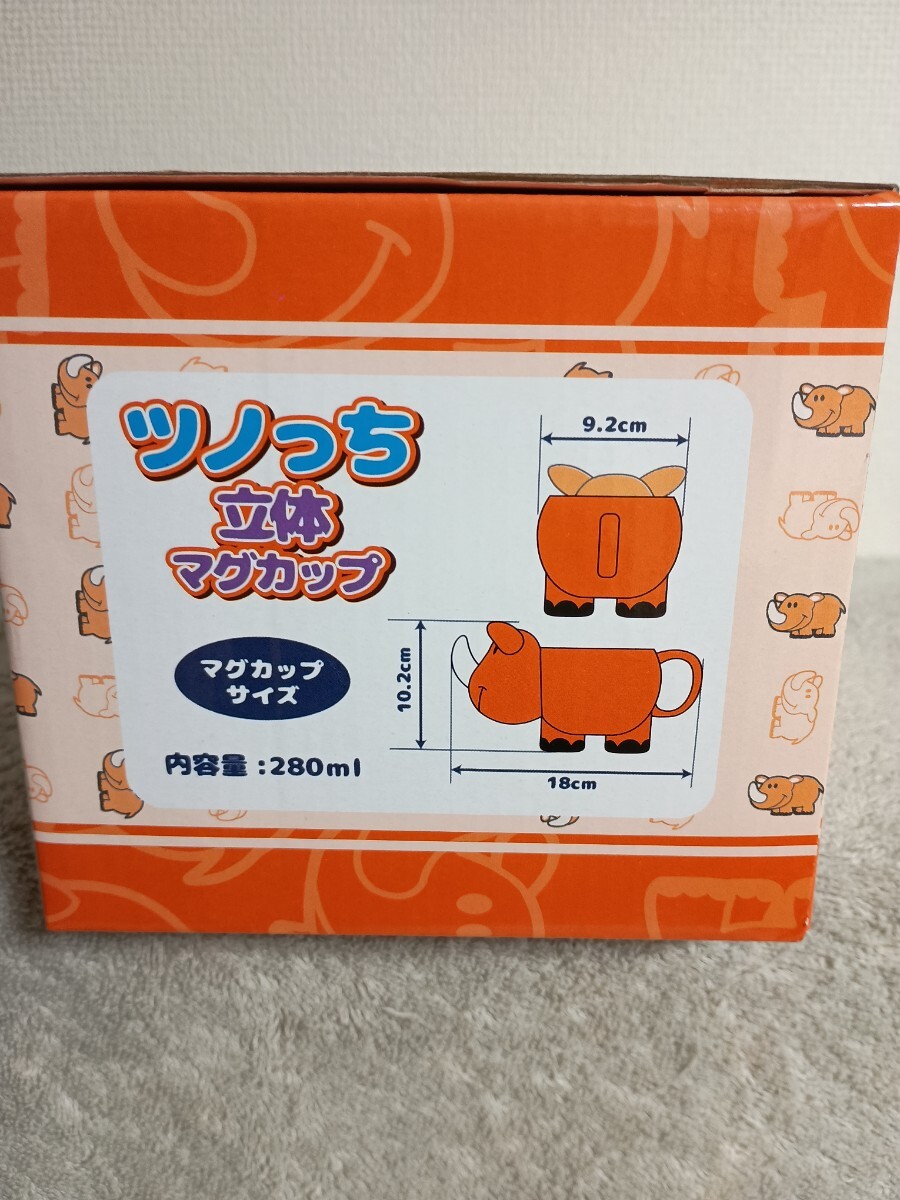 ツノっち
立体
マグカップ
マグカップ
サイズ
内容量:280ml
9.2cm
10.2cm
18cm